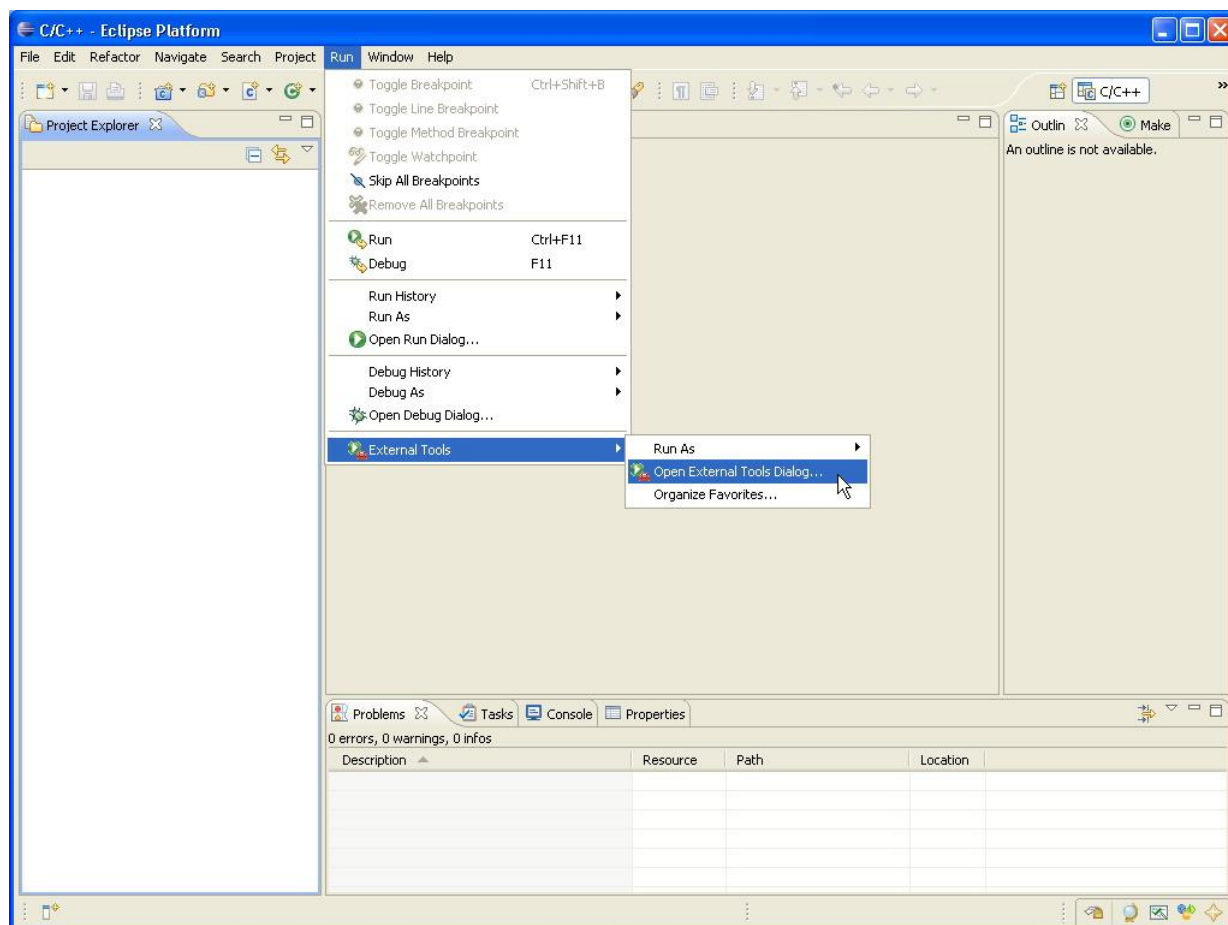 C/C++ - Eclipse Platform
File Edit Refactor Navigate Search Project Run Window Help
C/C++
»
Project Explorer
Outlin
Make
An outline is not available.
Toggle Breakpoint Ctrl+Shift+B
Toggle Line Breakpoint
Toggle Method Breakpoint
Toggle Watchpoint
Skip All Breakpoints
Remove All Breakpoints
Run Ctrl+F11
Debug F11
Run History
Run As
Open Run Dialog...
Debug History
Debug As
Open Debug Dialog...
External Tools
Run As
Open External Tools Dialog...
Organize Favorites...
Problems Tasks Console Properties
0 errors, 0 warnings, 0 infos
Description Resource Path Location